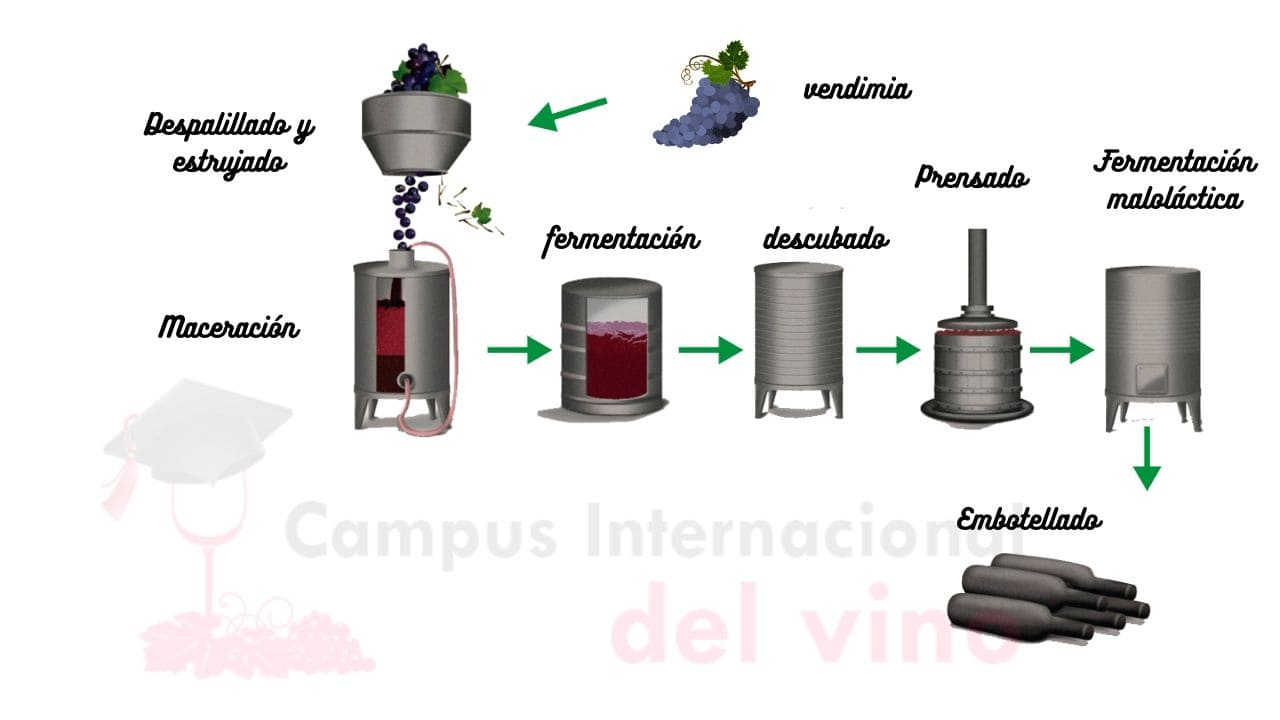 vendimia
Despalillado y
estrujado
Prensado
Fermentación
maloláctica
fermentación
descubado
Maceración
Embotellado
Campus Internacional
del vino